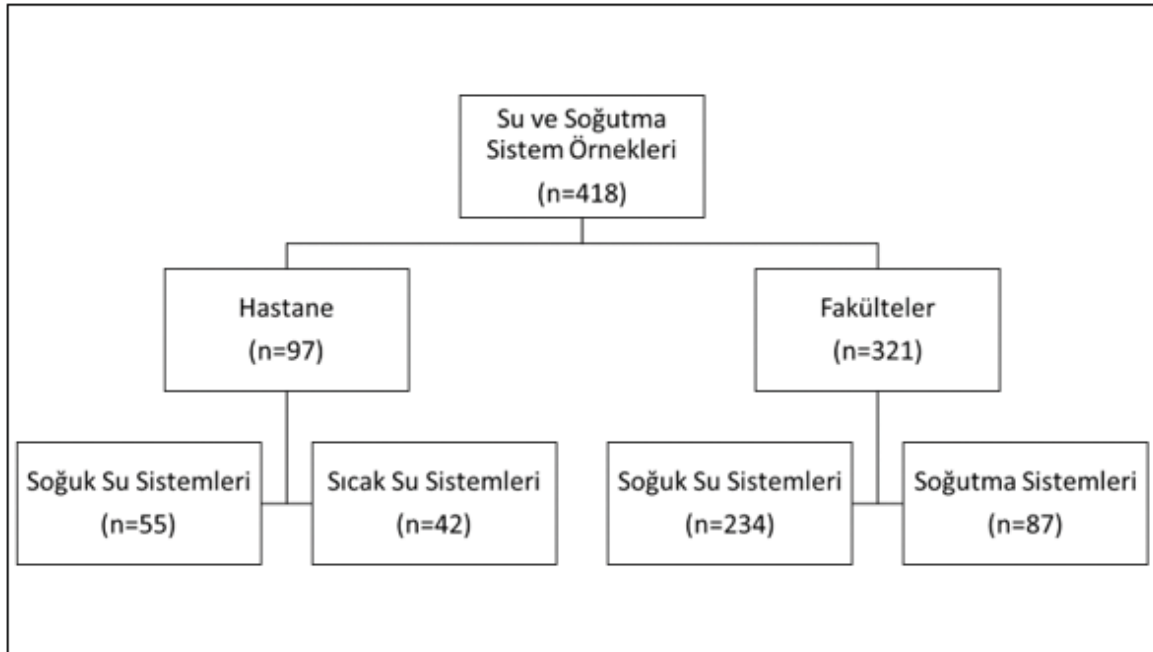 Su ve Soğutma
Sistem Örnekleri
(n=418)
Hastane
(n=97)
Fakülteler
(n=321)
Soğuk Su Sistemleri
(n=55)
Sıcak Su Sistemleri
(n=42)
Soğuk Su Sistemleri
(n=234)
Soğutma Sistemleri
(n=87)